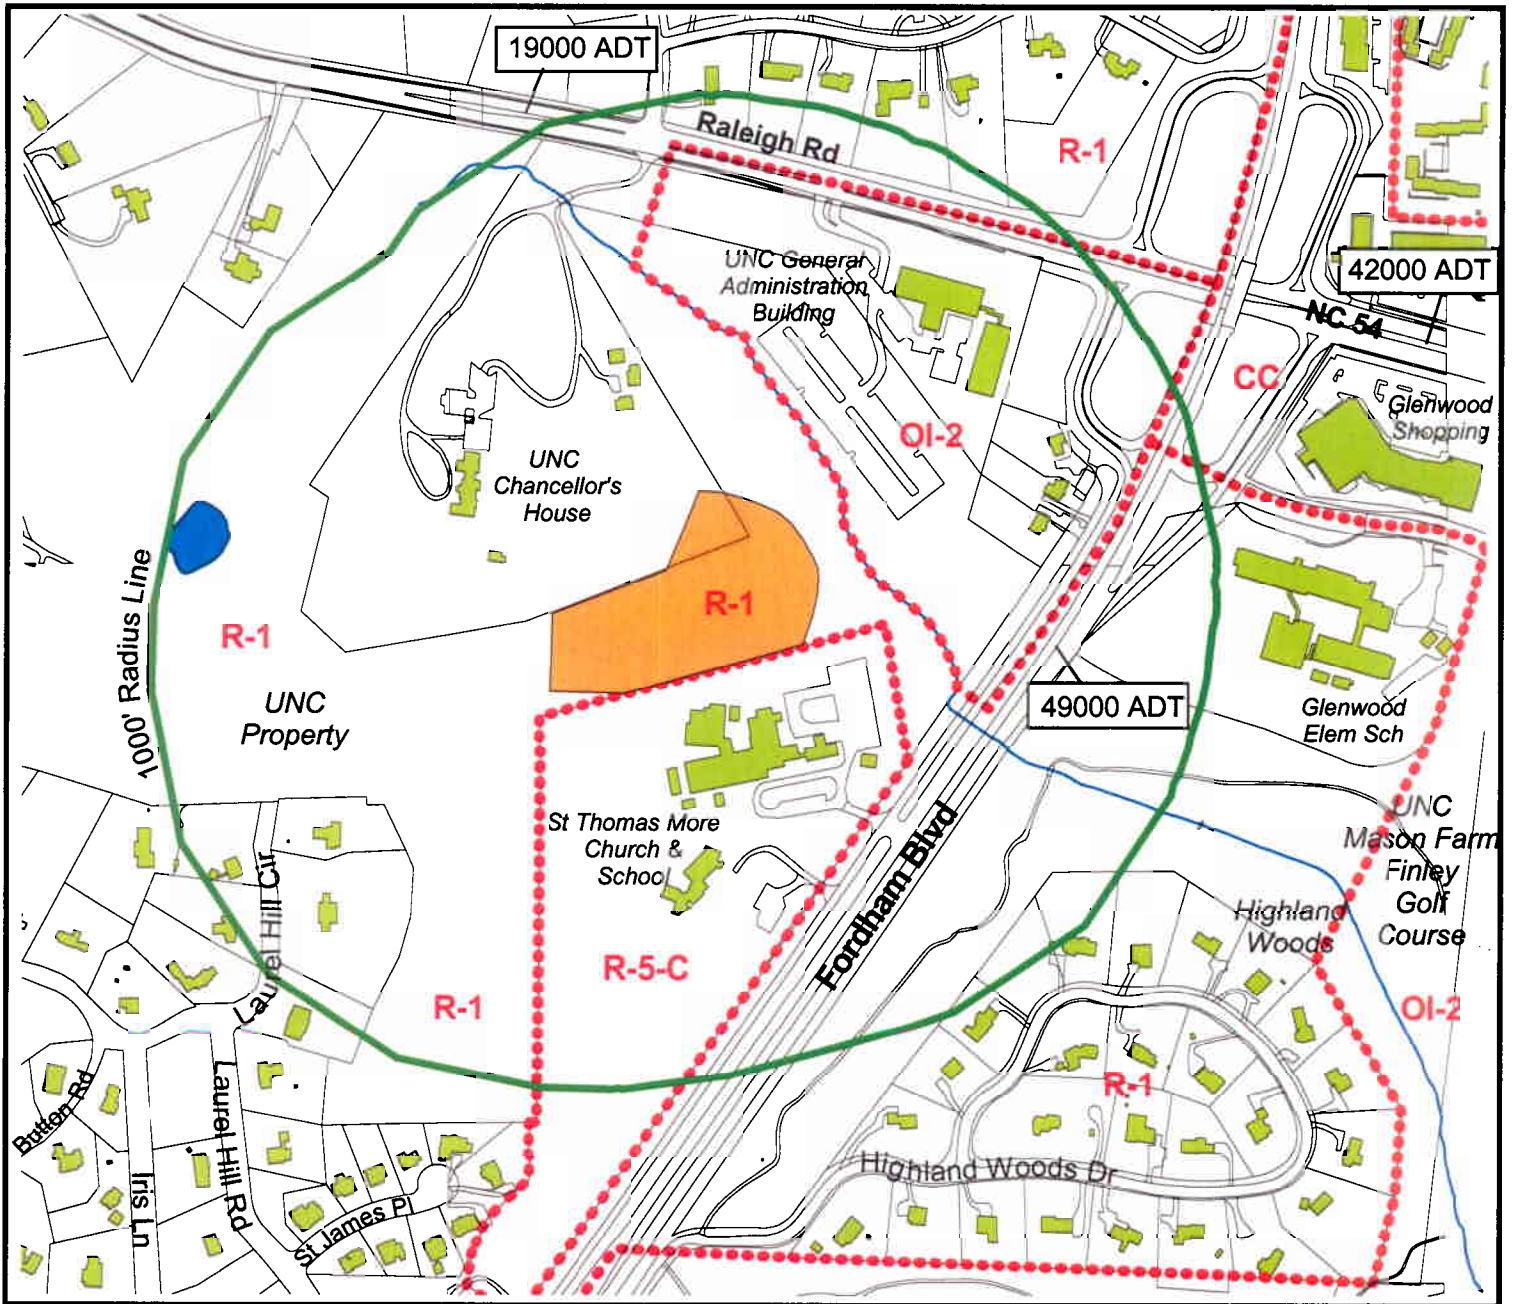 19000 ADT
Raleigh Rd
R-1
UNC General
Administration
Building
42000 ADT
NC 54
CC
Glenwood
Shopping
OI-2
UNC
Chancellor's
House
1000' Radius Line
R-1
R-1
UNC
Property
49000 ADT
Glenwood
Elem Sch
St Thomas More
Church &
School
Fordham Blvd
UNC
Mason Farm
Finley
Golf
Course
Highland
Woods
Laurel Hill Cir
R-5-C
R-1
OI-2
R-1
Button Rd
Laurel Hill Rd
Iris Ln
St James Pl
Highland Woods Dr